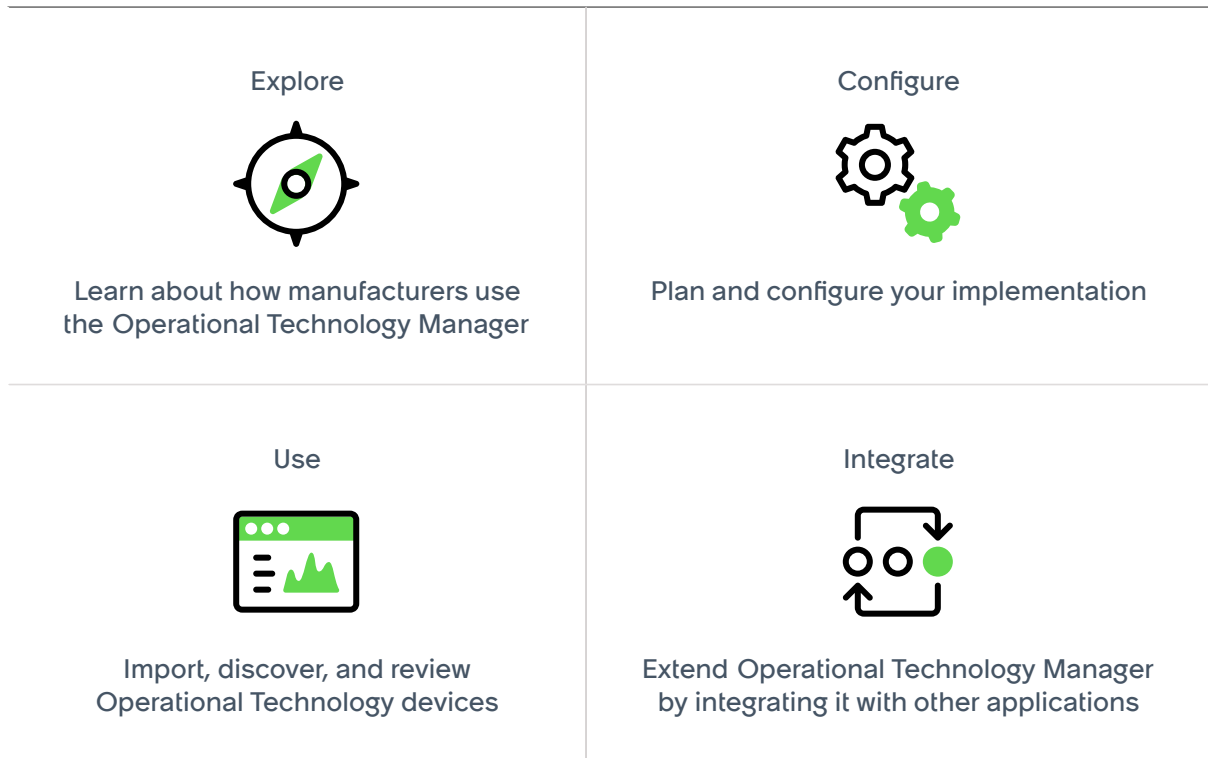 Explore
Learn about how manufacturers use
the Operational Technology Manager
Configure
Plan and configure your implementation
Use
Import, discover, and review
Operational Technology devices
Integrate
Extend Operational Technology Manager
by integrating it with other applications